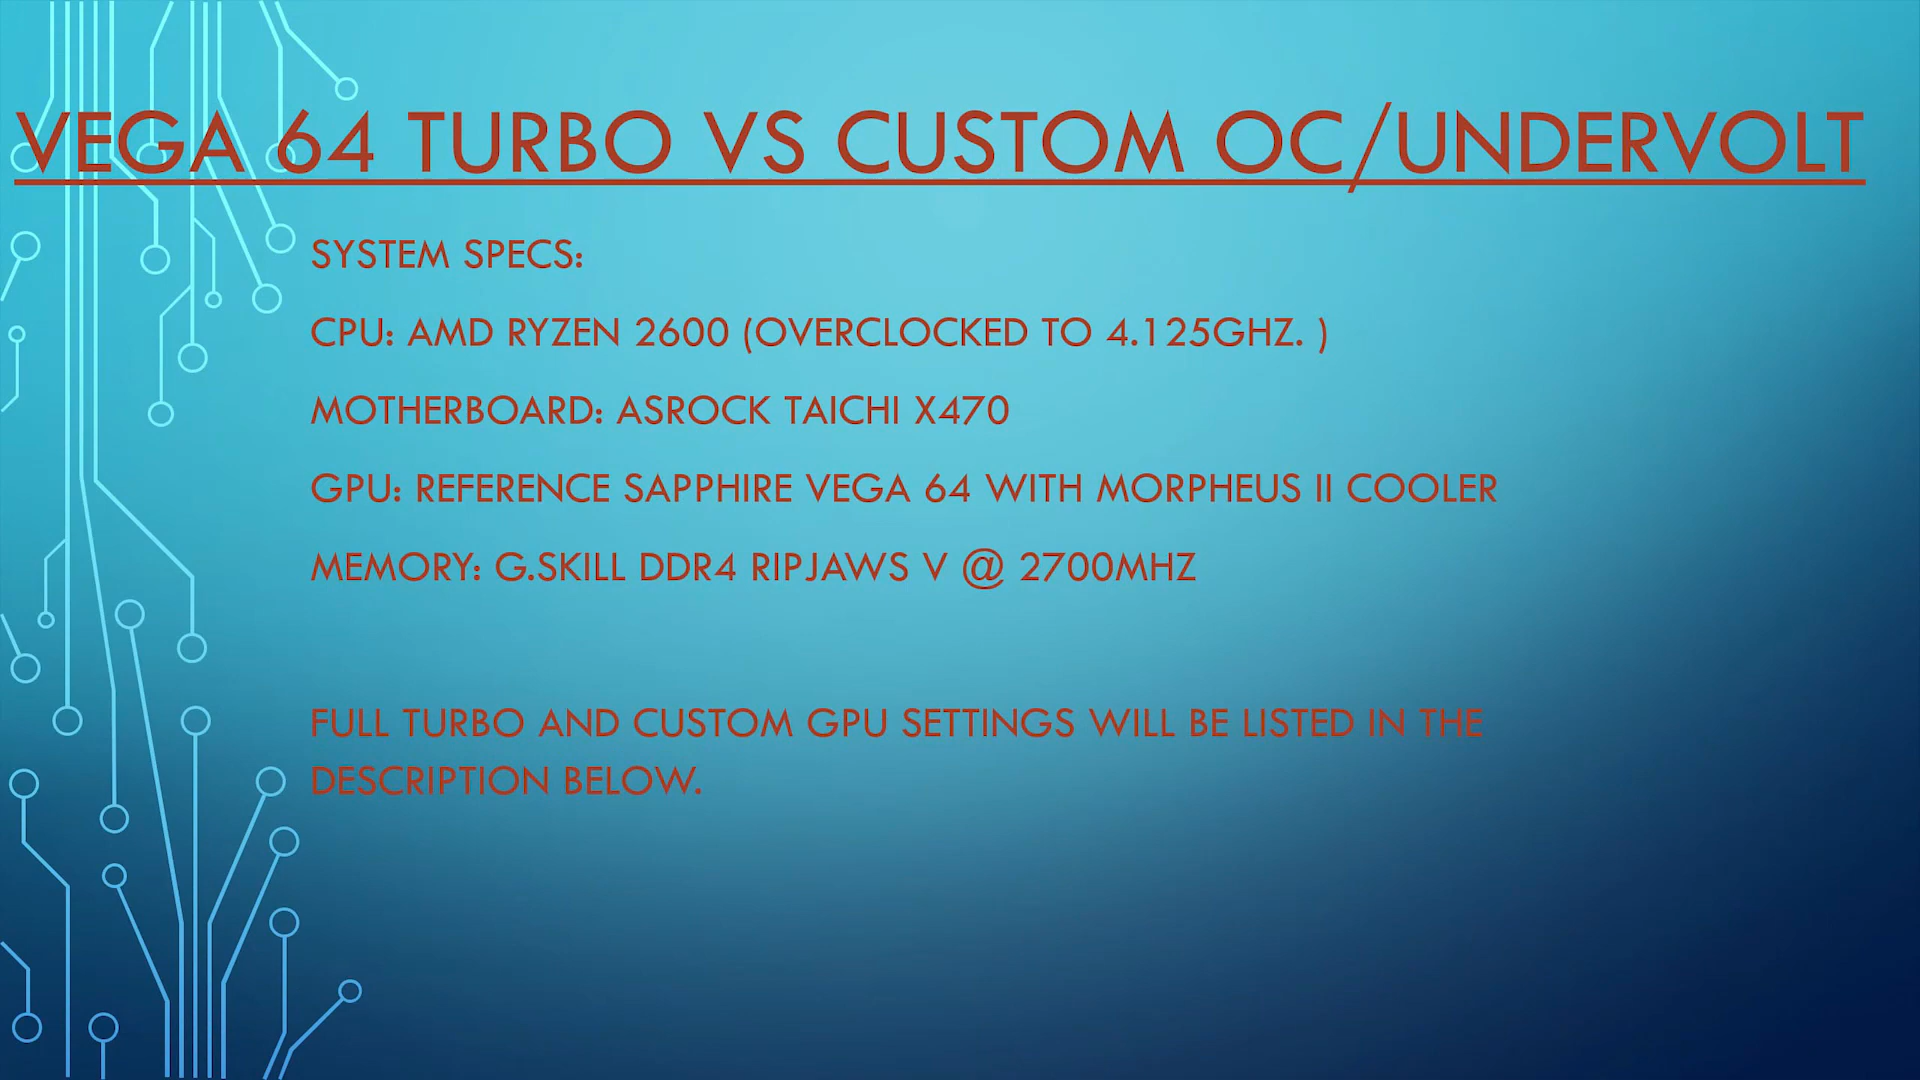 VEGA 64 TURBO VS CUSTOM OC/UNDERVOLT
SYSTEM SPECS:
CPU: AMD RYZEN 2600 (OVERCLOCKED TO 4.125GHZ. )
MOTHERBOARD: ASROCK TAICHI X470
GPU: REFERENCE SAPPHIRE VEGA 64 WITH MORPHEUS II COOLER
MEMORY: G.SKILL DDR4 RIPJAWS V @ 2700MHZ
FULL TURBO AND CUSTOM GPU SETTINGS WILL BE LISTED IN THE
DESCRIPTION BELOW.